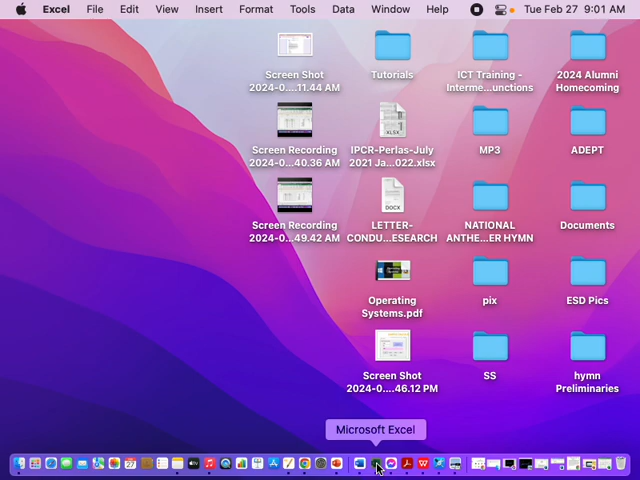 Excel File Edit View Insert Format Tools Data Window Help Tue Feb 27 9:01 AM
Screen Shot
2024-0....11.44 AM
Tutorials
ICT Training -
Interme...unctions
2024 Alumni
Homecoming
Screen Recording
2024-0...40.36 AM
XLSX
IPCR-Perlas-July
2021 Ja...022.xlsx
MP3
ADEPT
Screen Recording
2024-0...49.42 AM
DOCX
LETTER-
CONDU...ESEARCH
NATIONAL
ANTHE...ER HYMN
Documents
Operating
Systems.pdf
pix
ESD Pics
Screen Shot
2024-0....46.12 PM
SS
hymn
Preliminaries
Microsoft Excel
27